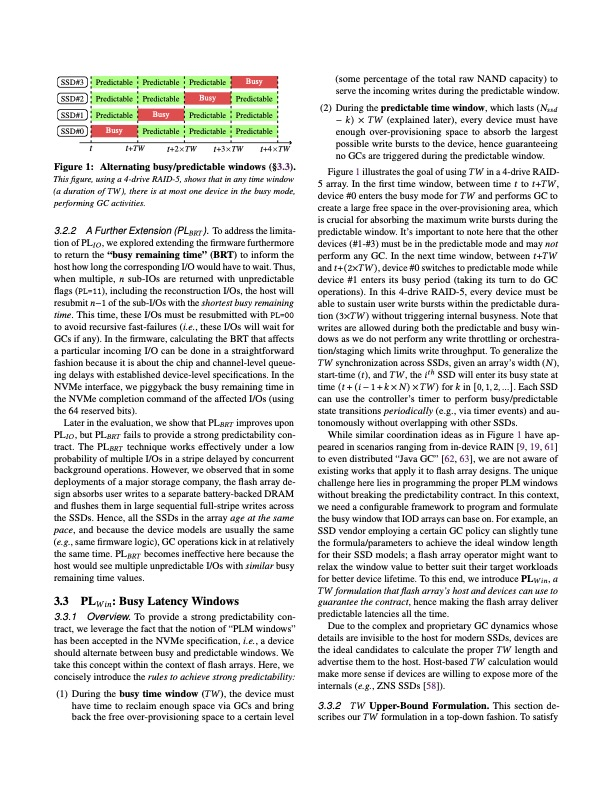 SSD#3 Predictable Predictable Predictable Busy
SSD#2 Predictable Predictable Busy Predictable
SSD#1 Predictable Busy Predictable Predictable
SSD#0 Busy Predictable Predictable Predictable
t t+TW t+2×TW t+3×TW t+4×TW
Figure 1: Alternating busy/predictable windows (§3.3).
This figure, using a 4-drive RAID-5, shows that in any time window
(a duration of TW), there is at most one device in the busy mode,
performing GC activities.
3.2.2 A Further Extension (PL_BRT). To address the limita-
tion of PL_IO, we explored extending the firmware furthermore
to return the “busy remaining time” (BRT) to inform the
host how long the corresponding I/O would have to wait. Thus,
when multiple, n sub-IOs are returned with unpredictable
flags (PL=11), including the reconstruction I/Os, the host will
resubmit n−1 of the sub-IOs with the shortest busy remaining
time. This time, these I/Os must be resubmitted with PL=00
to avoid recursive fast-failures (i.e., these I/Os will wait for
GCs if any). In the firmware, calculating the BRT that affects
a particular incoming I/O can be done in a straightforward
fashion because it is about the chip and channel-level queue-
ing delays with established device-level specifications. In the
NVMe interface, we piggyback the busy remaining time in
the NVMe completion command of the affected I/Os (using
the 64 reserved bits).
Later in the evaluation, we show that PL_BRT improves upon
PL_IO, but PL_BRT fails to provide a strong predictability con-
tract. The PL_BRT technique works effectively under a low
probability of multiple I/Os in a stripe delayed by concurrent
background operations. However, we observed that in some
deployments of a major storage company, the flash array de-
sign absorbs user writes to a separate battery-backed DRAM
and flushes them in large sequential full-stripe writes across
the SSDs. Hence, all the SSDs in the array age at the same
pace, and because the device models are usually the same
(e.g., same firmware logic), GC operations kick in at relatively
the same time. PL_BRT becomes ineffective here because the
host would see multiple unpredictable I/Os with similar busy
remaining time values.
3.3 PL_Win: Busy Latency Windows
3.3.1 Overview. To provide a strong predictability con-
tract, we leverage the fact that the notion of “PLM windows”
has been accepted in the NVMe specification, i.e., a device
should alternate between busy and predictable windows. We
take this concept within the context of flash arrays. Here, we
concisely introduce the rules to achieve strong predictability:
(1) During the busy time window (TW), the device must
have time to reclaim enough space via GCs and bring
back the free over-provisioning space to a certain level
(some percentage of the total raw NAND capacity) to
serve the incoming writes during the predictable window.
(2) During the predictable time window, which lasts (N_ssd
− k) × TW (explained later), every device must have
enough over-provisioning space to absorb the largest
possible write bursts to the device, hence guaranteeing
no GCs are triggered during the predictable window.
Figure 1 illustrates the goal of using TW in a 4-drive RAID-
5 array. In the first time window, between time t to t+TW,
device #0 enters the busy mode for TW and performs GC to
create a large free space in the over-provisioning area, which
is crucial for absorbing the maximum write bursts during the
predictable window. It’s important to note here that the other
devices (#1-#3) must be in the predictable mode and may not
perform any GC. In the next time window, between t+TW
and t+(2×TW), device #0 switches to predictable mode while
device #1 enters its busy period (taking its turn to do GC
operations). In this 4-drive RAID-5, every device must be
able to sustain user write bursts within the predictable dura-
tion (3×TW) without triggering internal busyness. Note that
writes are allowed during both the predictable and busy win-
dows as we do not perform any write throttling or orchestra-
tion/staging which limits write throughput. To generalize the
TW synchronization across SSDs, given an array’s width (N),
start-time (t), and TW, the i^th SSD will enter its busy state at
time (t + (i − 1 + k × N) × TW) for k in [0, 1, 2, ...]. Each SSD
can use the controller’s timer to perform busy/predictable
state transitions periodically (e.g., via timer events) and au-
tonomously without overlapping with other SSDs.
While similar coordination ideas as in Figure 1 have ap-
peared in scenarios ranging from in-device RAIN [9, 19, 61]
to even distributed “Java GC” [62, 63], we are not aware of
existing works that apply it to flash array designs. The unique
challenge here lies in programming the proper PLM windows
without breaking the predictability contract. In this context,
we need a configurable framework to program and formulate
the busy window that IOD arrays can base on. For example, an
SSD vendor employing a certain GC policy can slightly tune
the formula/parameters to achieve the ideal window length
for their SSD models; a flash array operator might want to
relax the window value to better suit their target workloads
for better device lifetime. To this end, we introduce PL_Win, a
TW formulation that flash array’s host and devices can use to
guarantee the contract, hence making the flash array deliver
predictable latencies all the time.
Due to the complex and proprietary GC dynamics whose
details are invisible to the host for modern SSDs, devices are
the ideal candidates to calculate the proper TW length and
advertise them to the host. Host-based TW calculation would
make more sense if devices are willing to expose more of the
internals (e.g., ZNS SSDs [58]).
3.3.2 TW Upper-Bound Formulation. This section de-
scribes our TW formulation in a top-down fashion. To satisfy